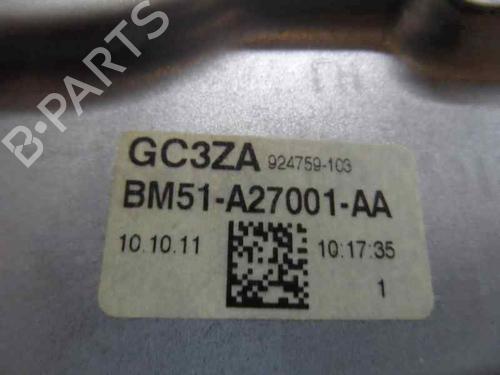 GC3ZA 924759-103
BM51-A27001-AA
10.10.11 10:17:35
1
B-PARTS